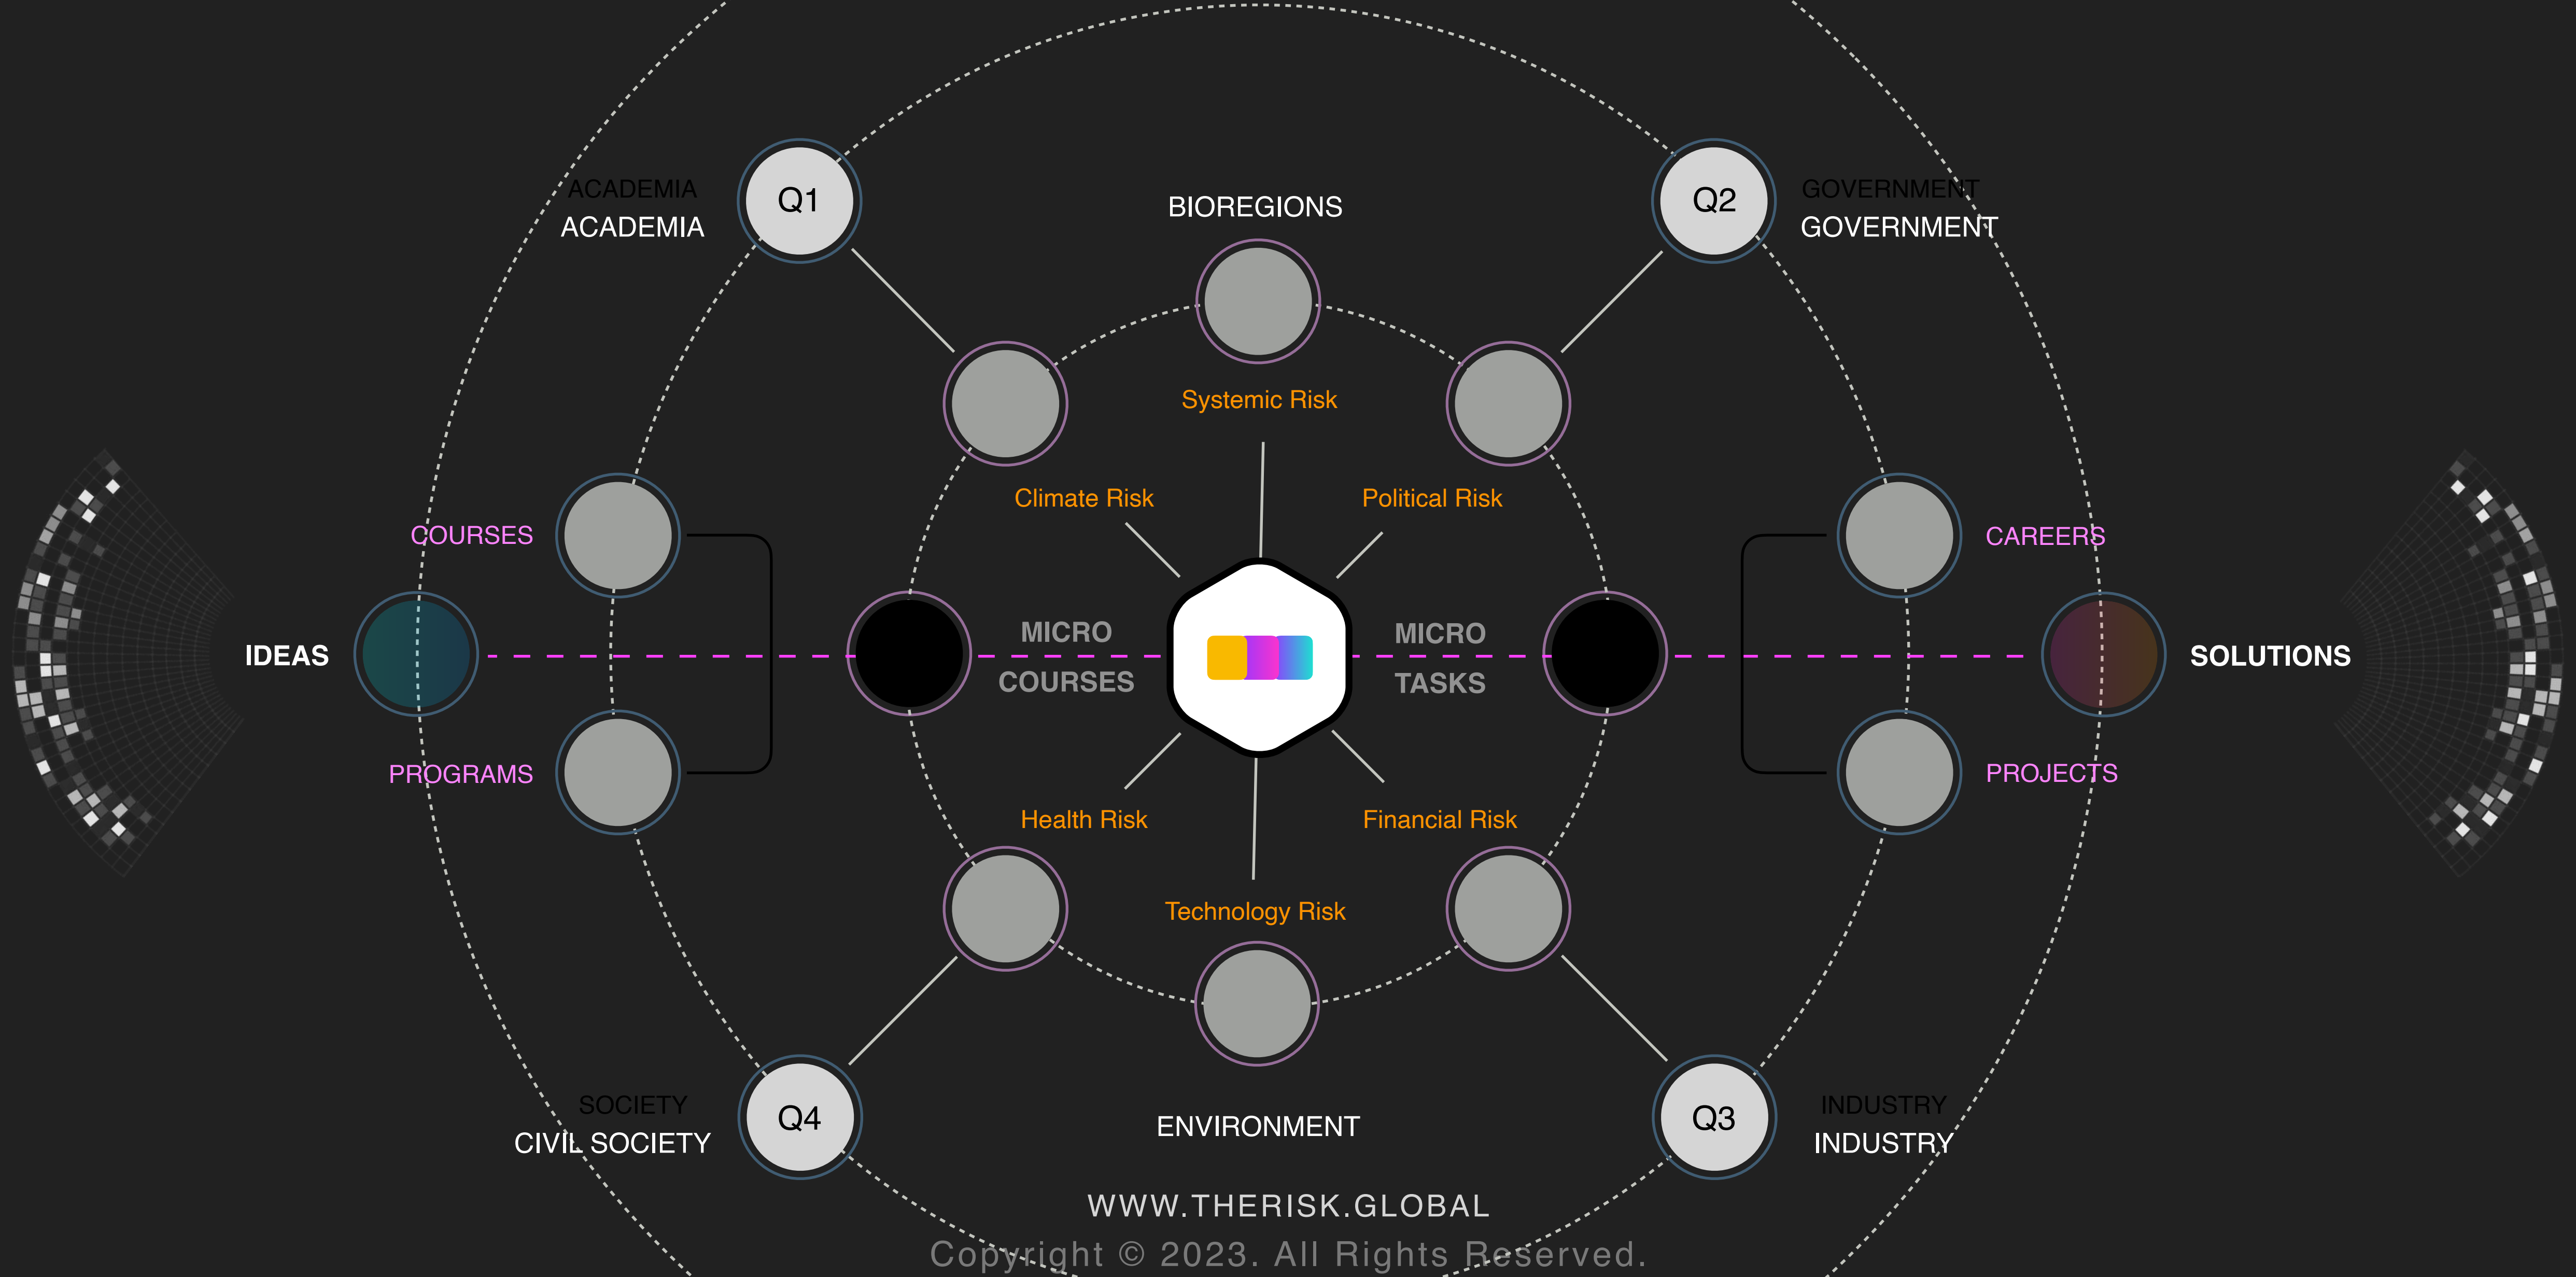 ACADEMIA
ACADEMIA
Q1
Q2
GOVERNMENT
GOVERNMENT
BIOREGIONS
Systemic Risk
Climate Risk
Political Risk
COURSES
CAREERS
IDEAS
MICRO
COURSES
MICRO
TASKS
SOLUTIONS
PROGRAMS
PROJECTS
Health Risk
Financial Risk
Technology Risk
SOCIETY
CIVIL SOCIETY
Q4
ENVIRONMENT
Q3
INDUSTRY
INDUSTRY
WWW.THERISK.GLOBAL
Copyright © 2023. All Rights Reserved.